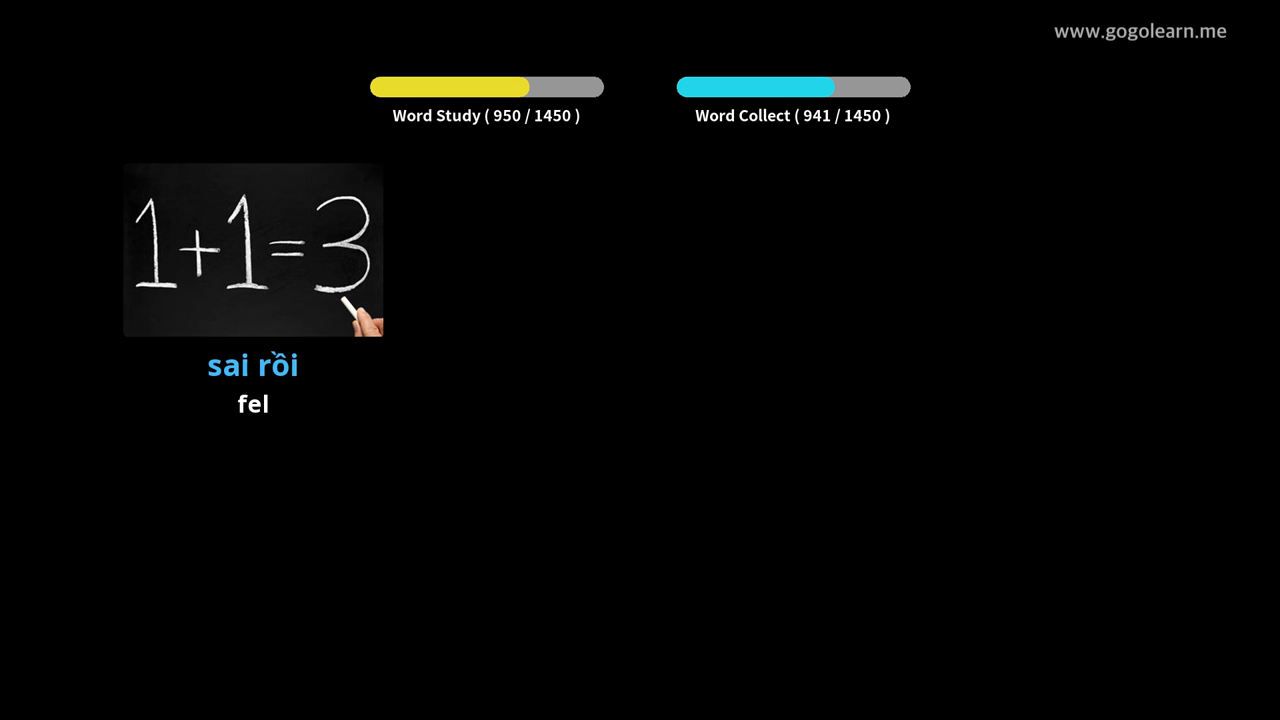 www.gogolearn.me
Word Study ( 950 / 1450 )
Word Collect ( 941 / 1450 )
1+1=3
sai rồi
fel